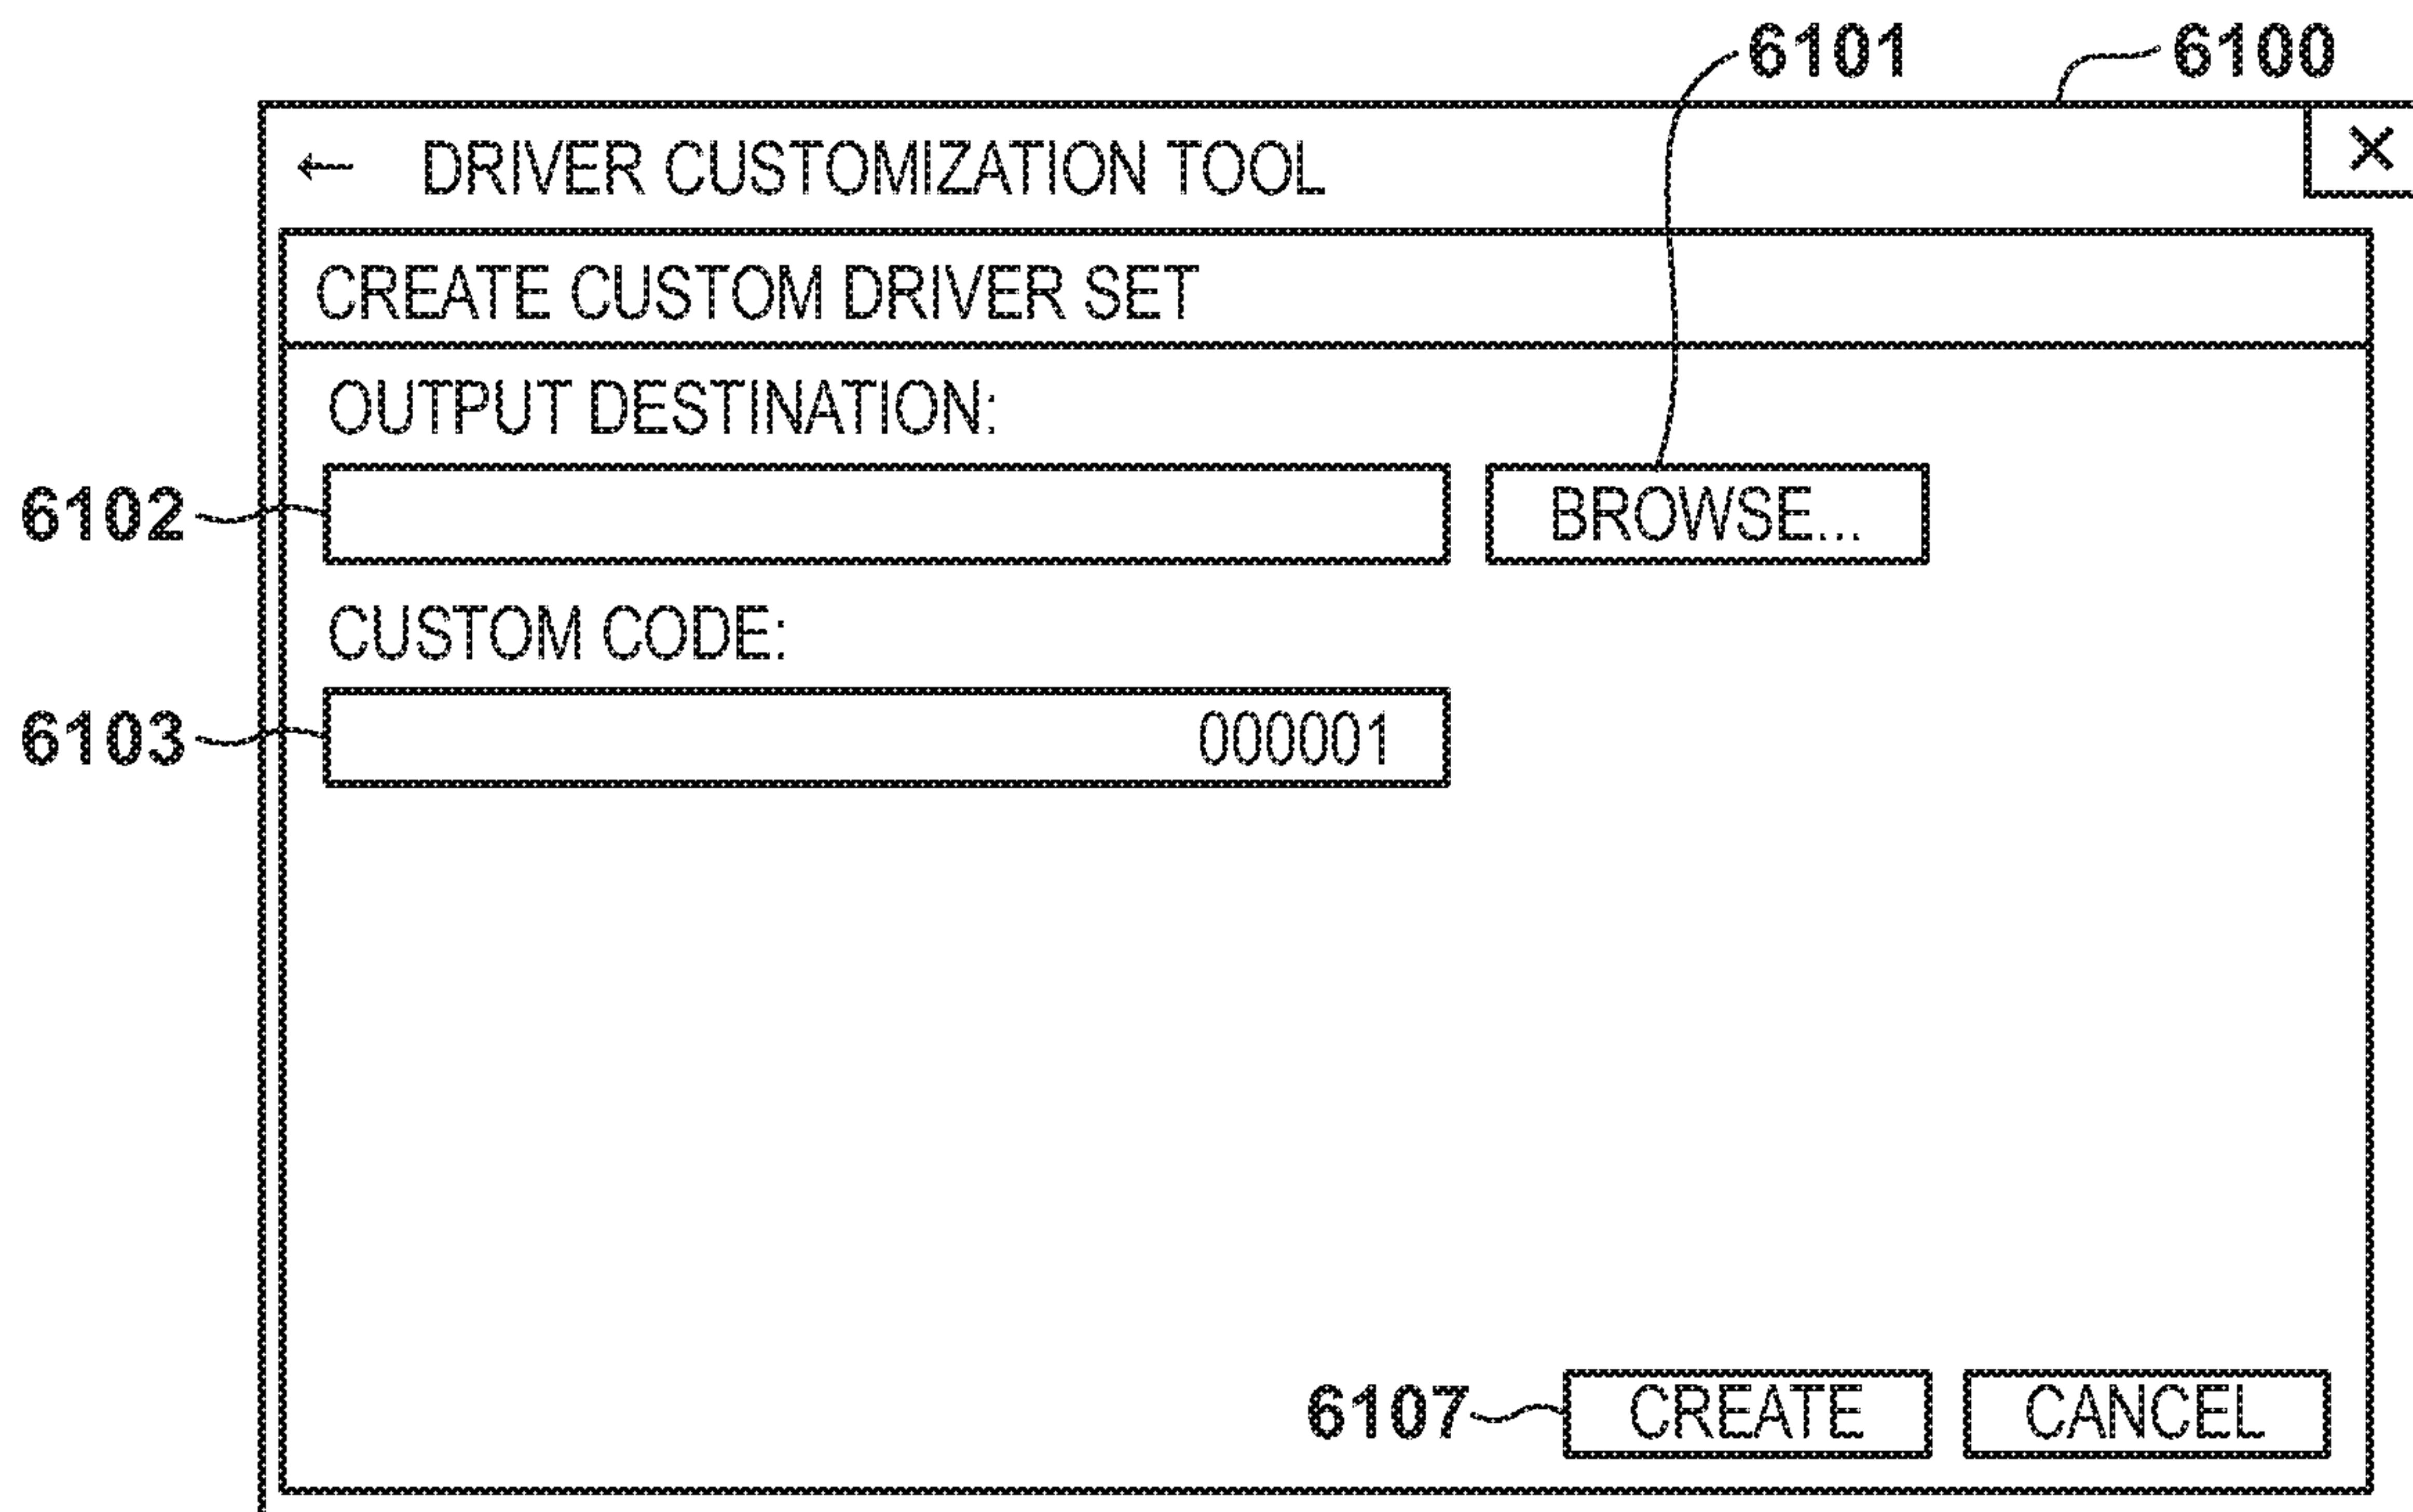 6101 6100
← DRIVER CUSTOMIZATION TOOL ×
CREATE CUSTOM DRIVER SET
OUTPUT DESTINATION:
6102 BROWSE...
CUSTOM CODE:
6103 000001
6107 CREATE CANCEL